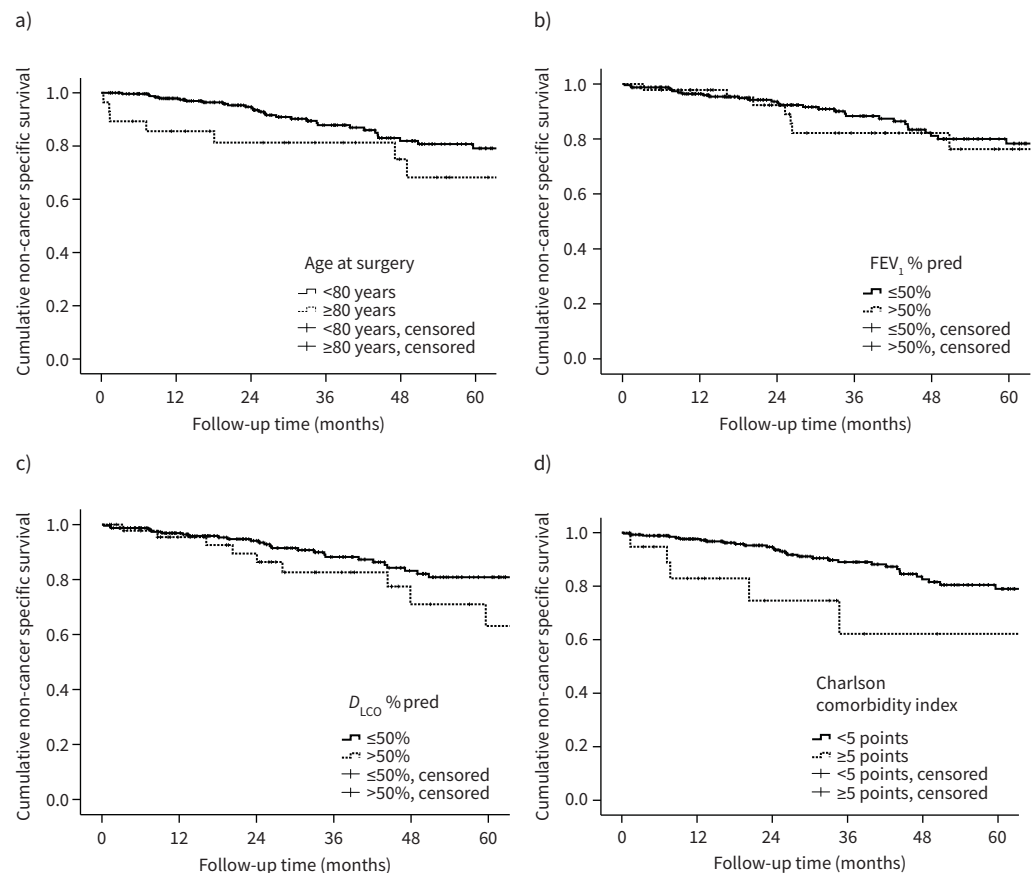 a)
Cumulative non-cancer specific survival
1.0
0.8
0.6
0.4
0.2
0.0
Age at surgery
<80 years
≥80 years
<80 years, censored
≥80 years, censored
0 12 24 36 48 60
Follow-up time (months)
b)
Cumulative non-cancer specific survival
1.0
0.8
0.6
0.4
0.2
0.0
FEV1 % pred
≤50%
>50%
≤50%, censored
>50%, censored
0 12 24 36 48 60
Follow-up time (months)
c)
Cumulative non-cancer specific survival
1.0
0.8
0.6
0.4
0.2
0.0
DLCO % pred
≤50%
>50%
≤50%, censored
>50%, censored
0 12 24 36 48 60
Follow-up time (months)
d)
Cumulative non-cancer specific survival
1.0
0.8
0.6
0.4
0.2
0.0
Charlson
comorbidity index
<5 points
≥5 points
<5 points, censored
≥5 points, censored
0 12 24 36 48 60
Follow-up time (months)